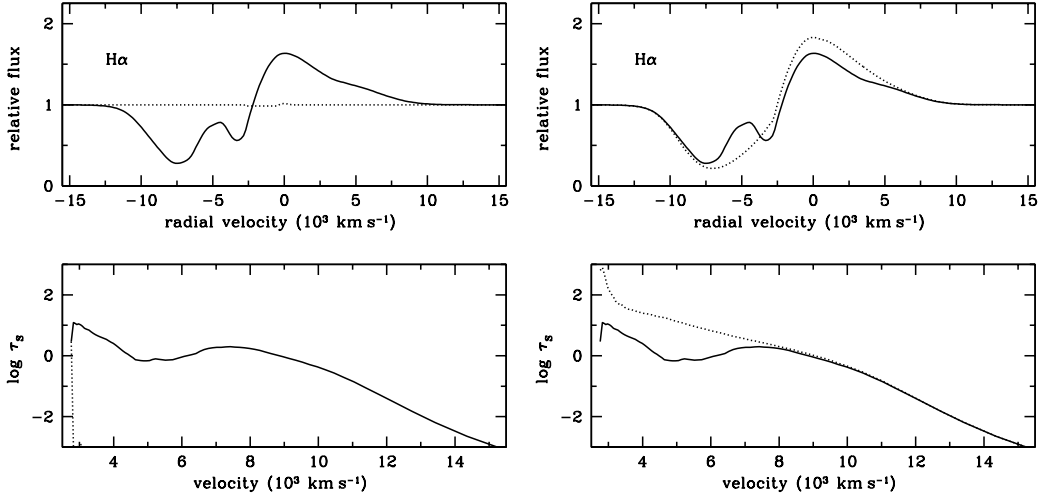 2
1
0
relative flux
Hα
−15 −10 −5 0 5 10 15
radial velocity (10³ km s⁻¹)
2
1
0
relative flux
Hα
−15 −10 −5 0 5 10 15
radial velocity (10³ km s⁻¹)
2
0
−2
log τₛ
4 6 8 10 12 14
velocity (10³ km s⁻¹)
2
0
−2
log τₛ
4 6 8 10 12 14
velocity (10³ km s⁻¹)